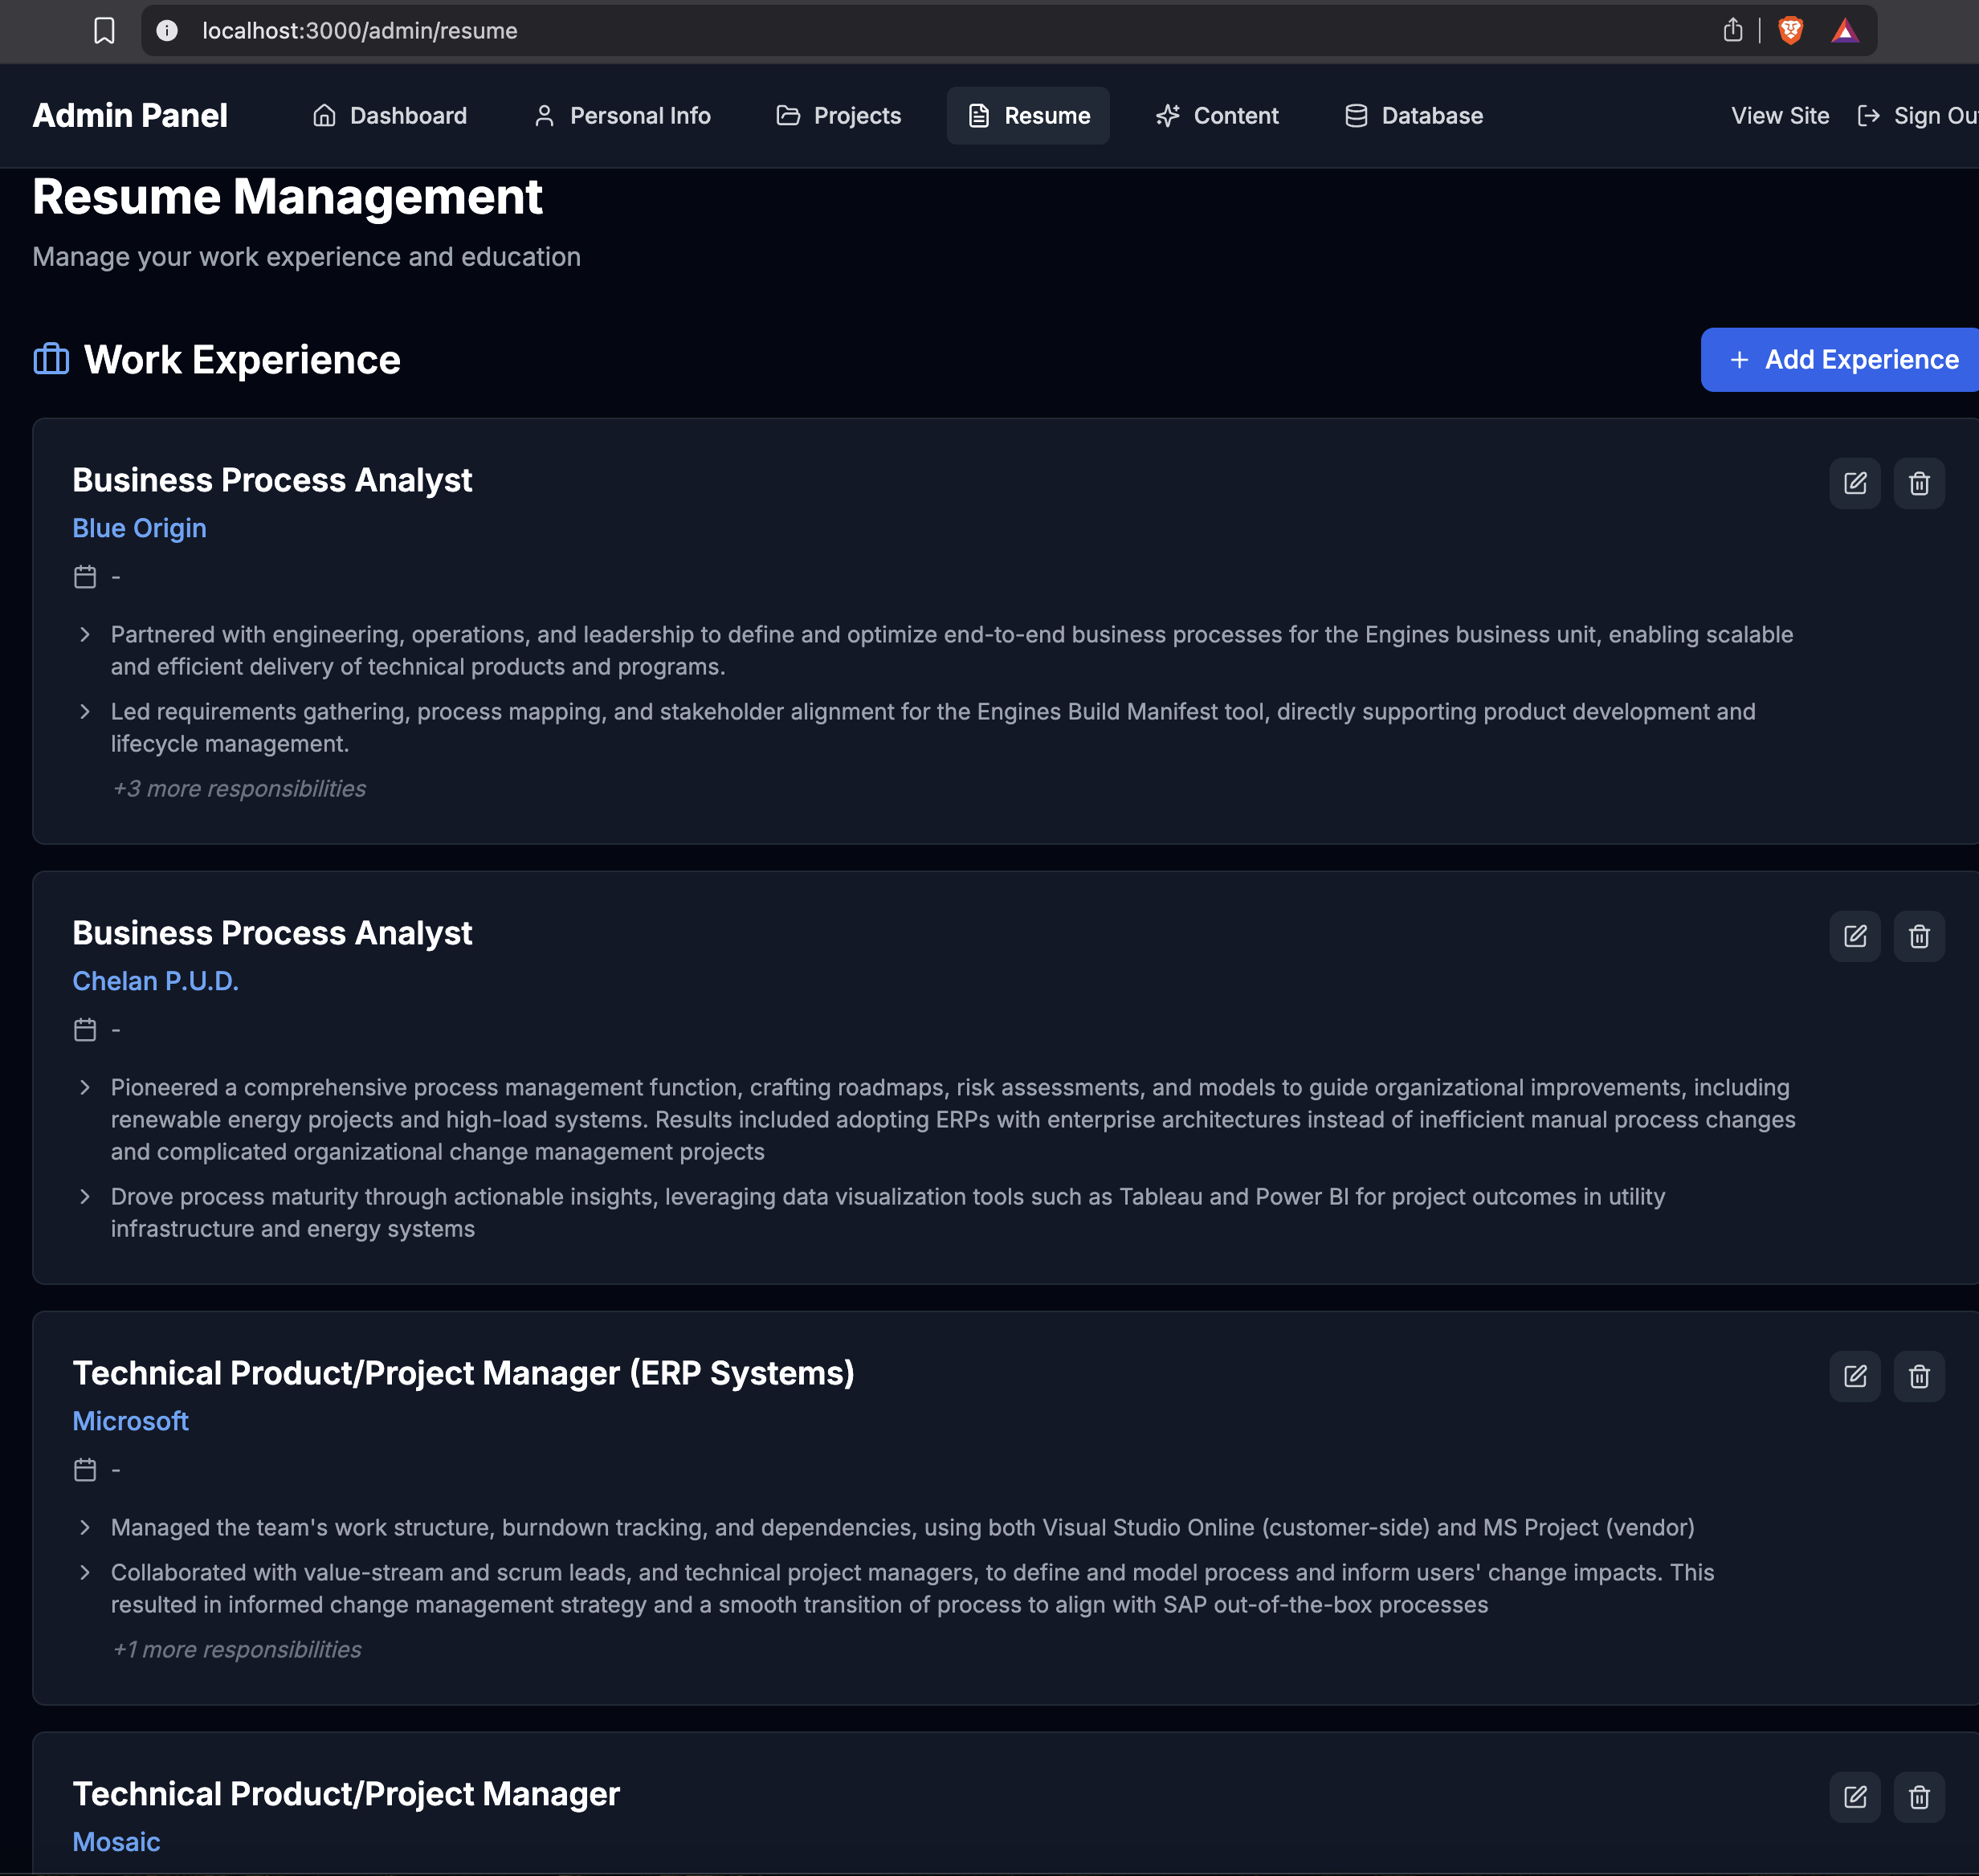 localhost:3000/admin/resume
Admin Panel
Dashboard
Personal Info
Projects
Resume
Content
Database
View Site
Sign Ou
Resume Management
Manage your work experience and education
Work Experience
+ Add Experience
Business Process Analyst
Blue Origin
-
Partnered with engineering, operations, and leadership to define and optimize end-to-end business processes for the Engines business unit, enabling scalable
and efficient delivery of technical products and programs.
Led requirements gathering, process mapping, and stakeholder alignment for the Engines Build Manifest tool, directly supporting product development and
lifecycle management.
+3 more responsibilities
Business Process Analyst
Chelan P.U.D.
-
Pioneered a comprehensive process management function, crafting roadmaps, risk assessments, and models to guide organizational improvements, including
renewable energy projects and high-load systems. Results included adopting ERPs with enterprise architectures instead of inefficient manual process changes
and complicated organizational change management projects
Drove process maturity through actionable insights, leveraging data visualization tools such as Tableau and Power BI for project outcomes in utility
infrastructure and energy systems
Technical Product/Project Manager (ERP Systems)
Microsoft
-
Managed the team's work structure, burndown tracking, and dependencies, using both Visual Studio Online (customer-side) and MS Project (vendor)
Collaborated with value-stream and scrum leads, and technical project managers, to define and model process and inform users' change impacts. This
resulted in informed change management strategy and a smooth transition of process to align with SAP out-of-the-box processes
+1 more responsibilities
Technical Product/Project Manager
Mosaic